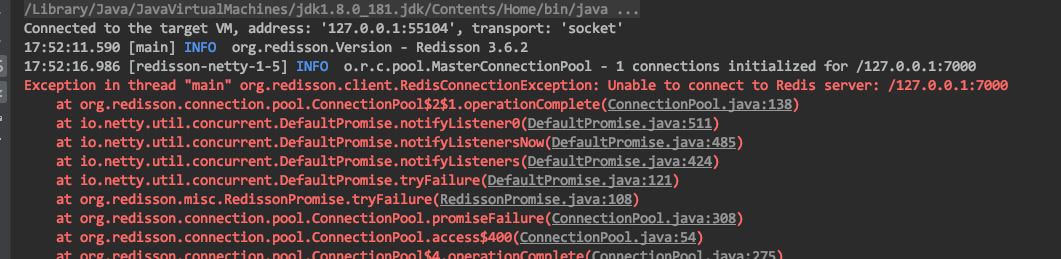 /Library/Java/JavaVirtualMachines/jdk1.8.0_181.jdk/Contents/Home/bin/java ...
Connected to the target VM, address: '127.0.0.1:55104', transport: 'socket'
17:52:11.590 [main] INFO  org.redisson.Version - Redisson 3.6.2
17:52:16.986 [redisson-netty-1-5] INFO  o.r.c.pool.MasterConnectionPool - 1 connections initialized for /127.0.0.1:7000
Exception in thread "main" org.redisson.client.RedisConnectionException: Unable to connect to Redis server: /127.0.0.1:7000
    at org.redisson.connection.pool.ConnectionPool$2$1.operationComplete(ConnectionPool.java:138)
    at io.netty.util.concurrent.DefaultPromise.notifyListener0(DefaultPromise.java:511)
    at io.netty.util.concurrent.DefaultPromise.notifyListenersNow(DefaultPromise.java:485)
    at io.netty.util.concurrent.DefaultPromise.notifyListeners(DefaultPromise.java:424)
    at io.netty.util.concurrent.DefaultPromise.tryFailure(DefaultPromise.java:121)
    at org.redisson.misc.RedissonPromise.tryFailure(RedissonPromise.java:108)
    at org.redisson.connection.pool.ConnectionPool.promiseFailure(ConnectionPool.java:308)
    at org.redisson.connection.pool.ConnectionPool.access$400(ConnectionPool.java:54)
    at org.redisson.connection.pool.ConnectionPool$4.operationComplete(ConnectionPool.java:275)